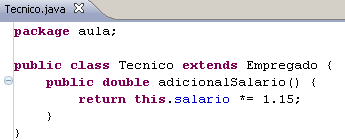 Tecnico.java
package aula;
public class Tecnico extends Empregado {
    public double adicionalSalario() {
        return this.salario *= 1.15;
    }
}